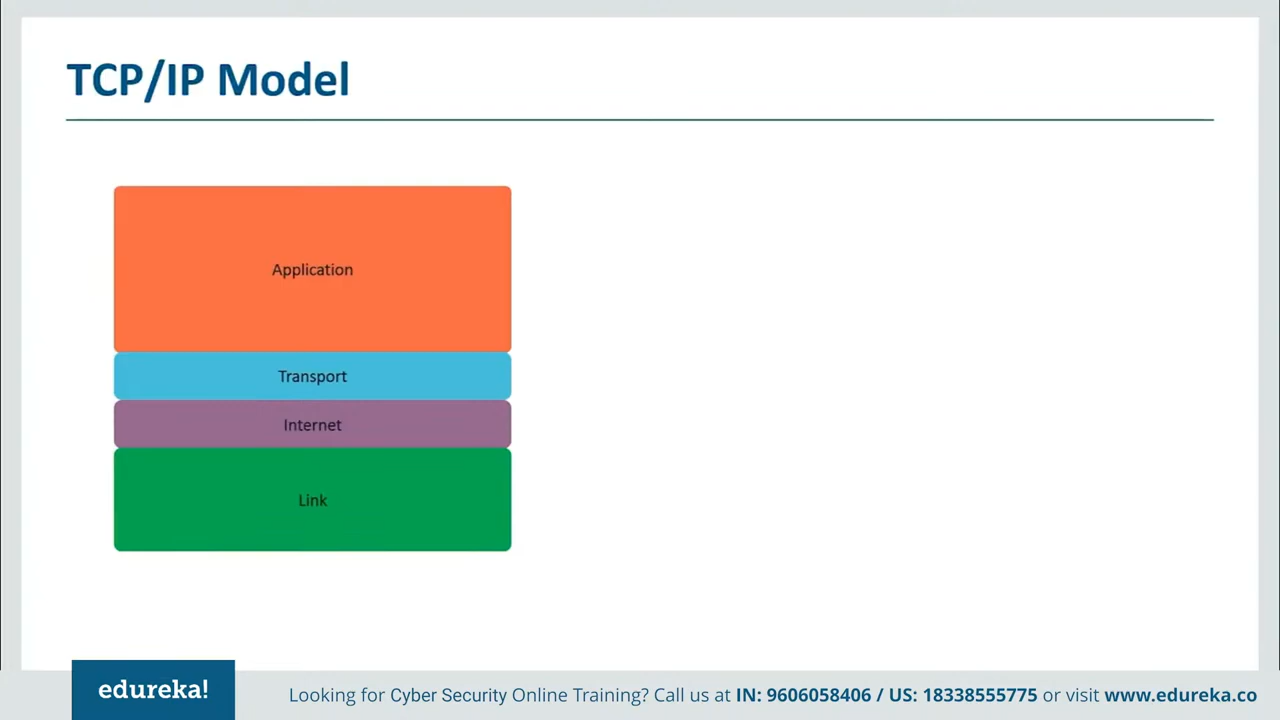 TCP/IP Model
Application
Transport
Internet
Link
edureka!
Looking for Cyber Security Online Training? Call us at IN: 9606058406 / US: 18338555775 or visit www.edureka.co